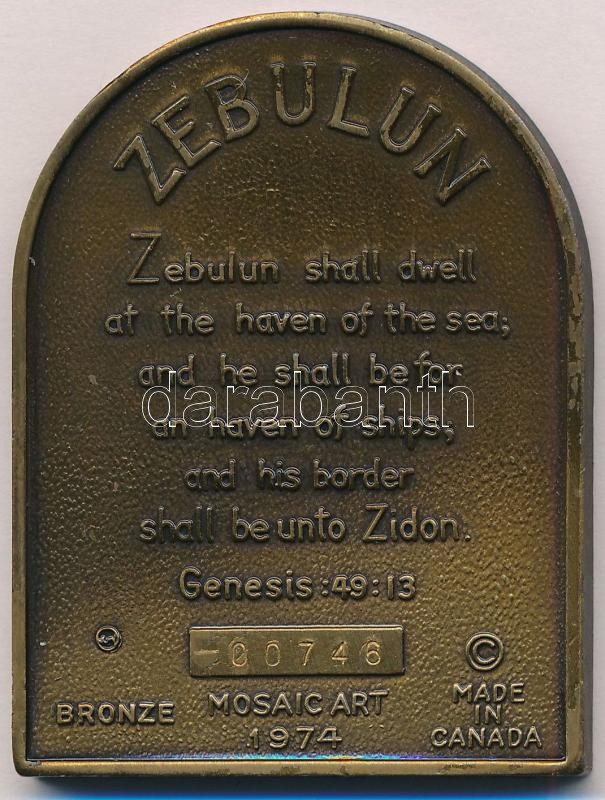 ZEBULUN
Zebulun shall dwell
at the haven of the sea;
and he shall be for
darabanth
an haven of ships;
and his border
shall be unto Zidon.
Genesis:49:13
-00746
©
BRONZE
MOSAIC ART
1974
MADE
IN
CANADA